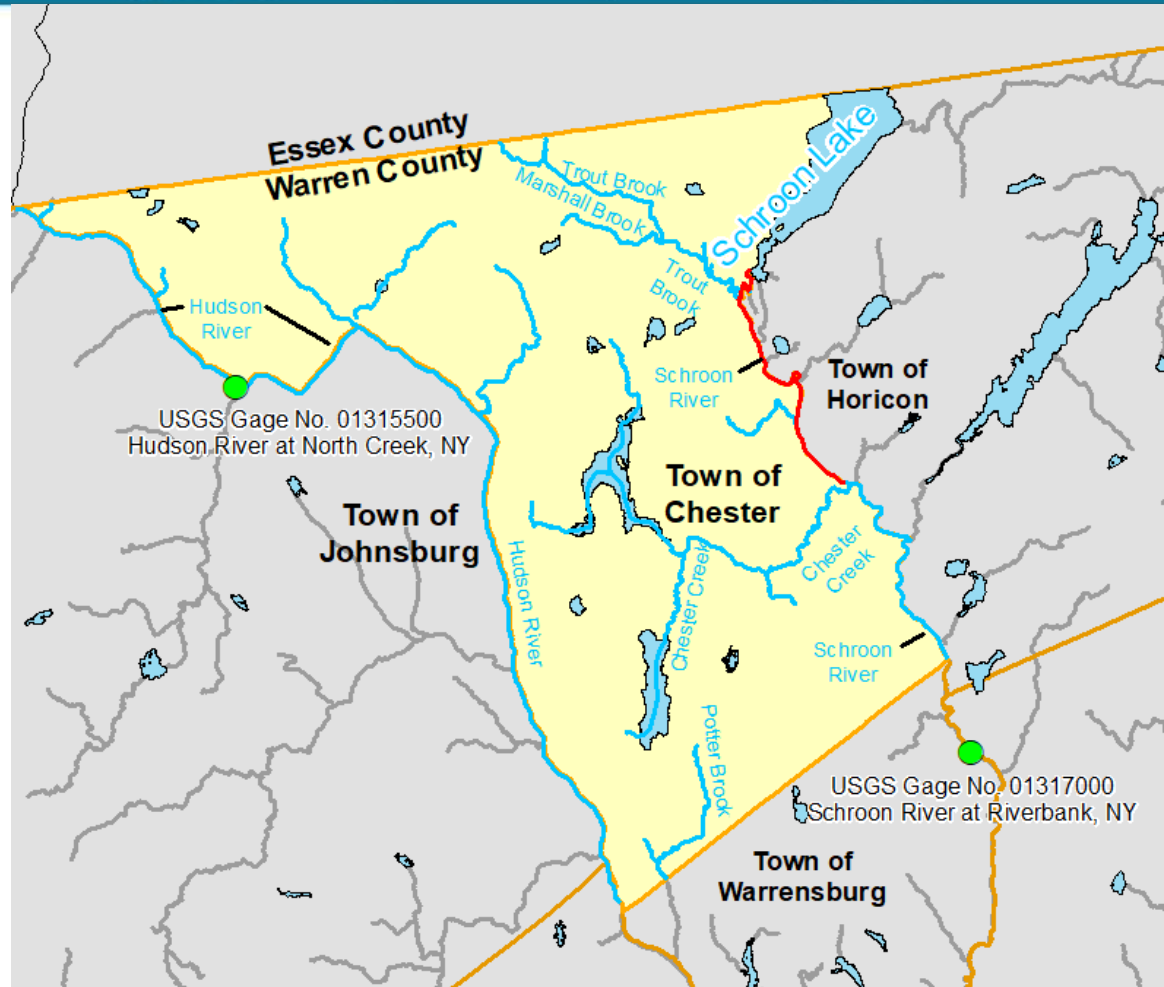 Essex County
Warren County
Schroon Lake
Trout Brook
Marshall Brook
Trout
Brook
Hudson
River
Schroon
River
Town of
Horicon
USGS Gage No. 01315500
Hudson River at North Creek, NY
Town of
Chester
Town of
Johnsburg
Hudson River
Chester Creek
Chester
Creek
Schroon
River
Potter Brook
USGS Gage No. 01317000
Schroon River at Riverbank, NY
Town of
Warrensburg